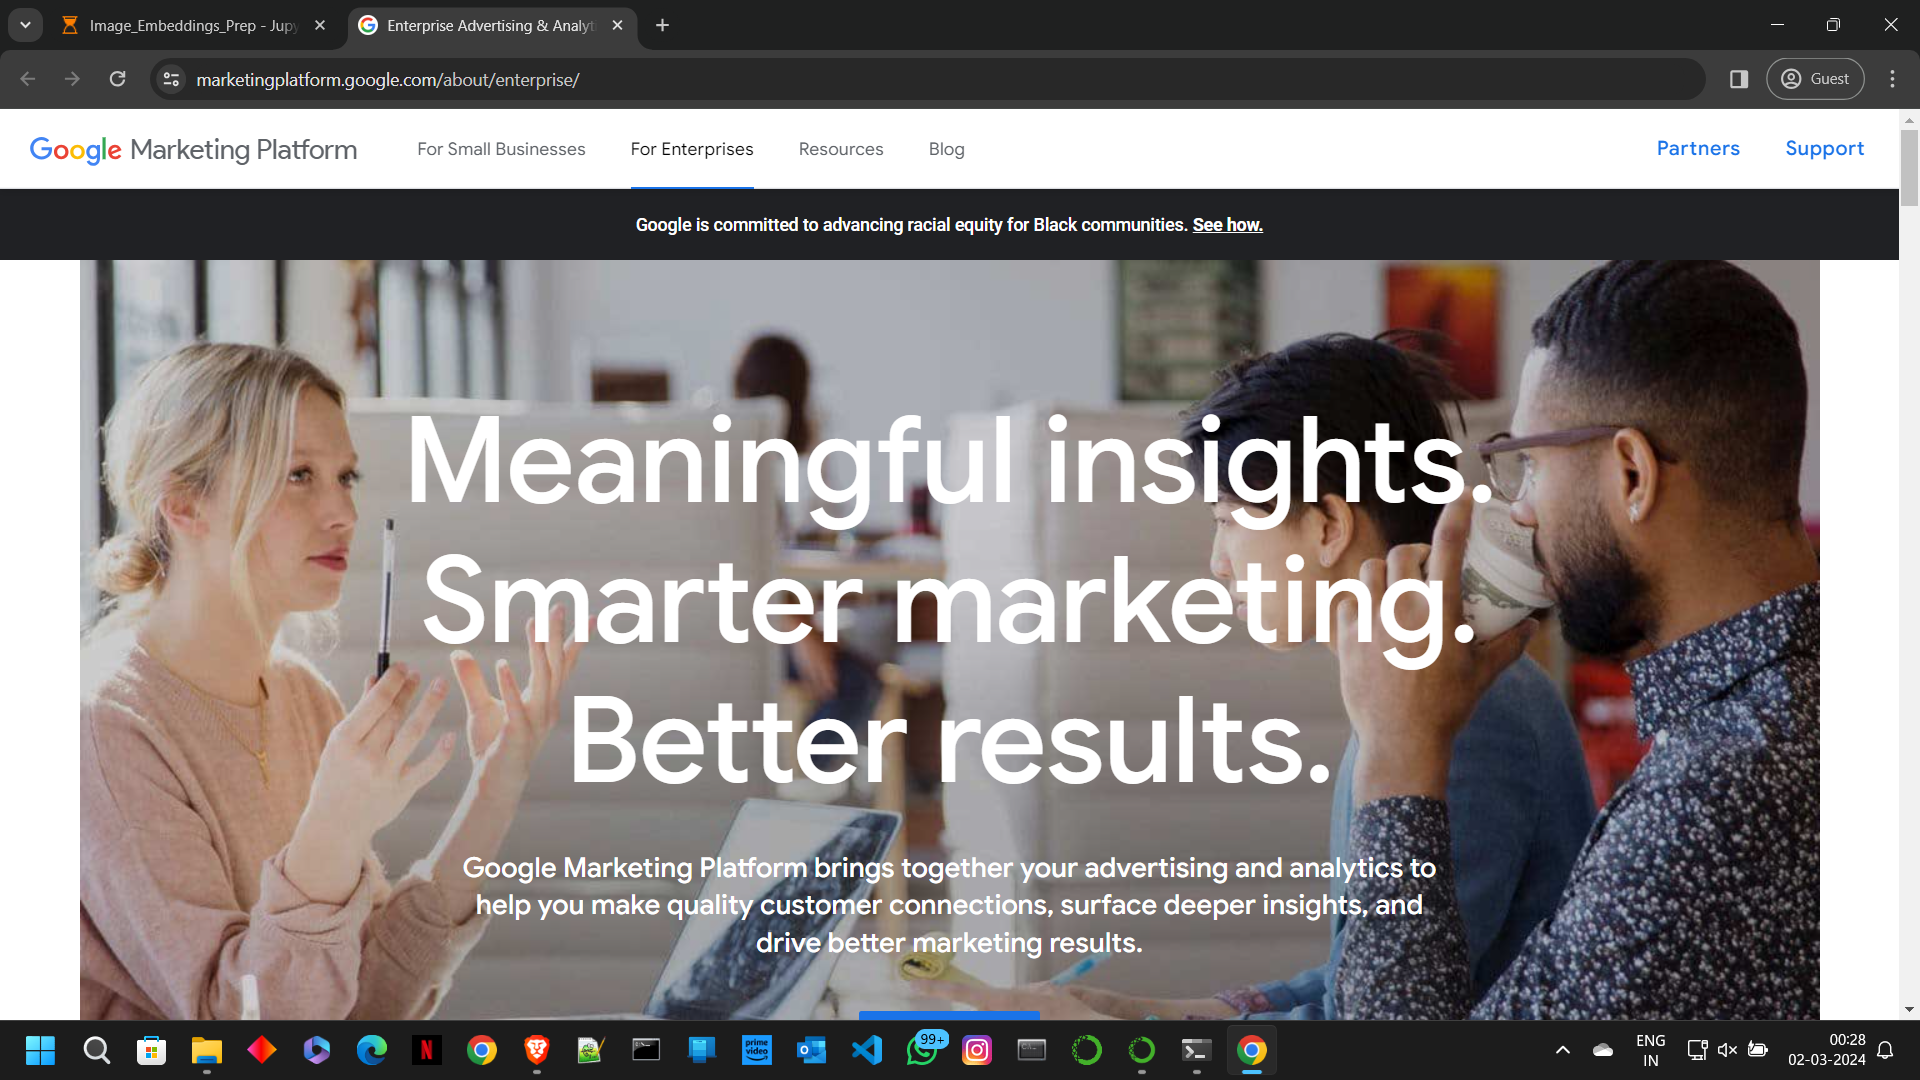 Image_Embeddings_Prep - Jupy
Enterprise Advertising & Analyti
marketingplatform.google.com/about/enterprise/
Guest
Google Marketing Platform
For Small Businesses
For Enterprises
Resources
Blog
Partners
Support
Google is committed to advancing racial equity for Black communities. See how.
Meaningful insights.
Smarter marketing.
Better results.
Google Marketing Platform brings together your advertising and analytics to
help you make quality customer connections, surface deeper insights, and
drive better marketing results.
N
prime
video
99+
ENG
IN
00:28
02-03-2024